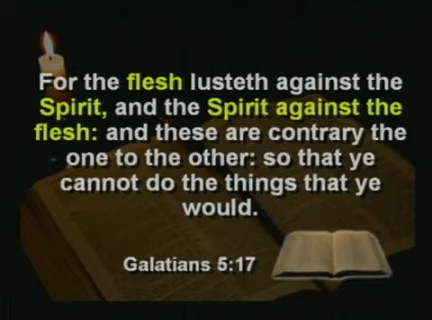 For the flesh lusteth against the
Spirit, and the Spirit against the
flesh: and these are contrary the
one to the other: so that ye
cannot do the things that ye
would.
Galatians 5:17